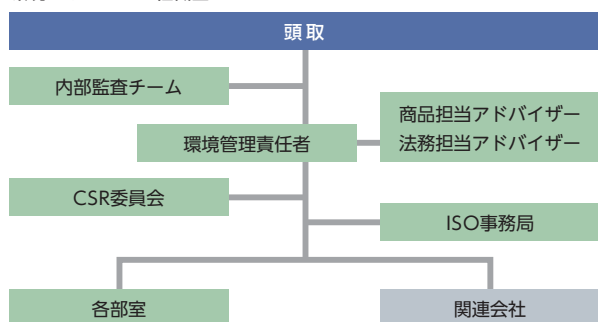 頭取
内部監査チーム
商品担当アドバイザー
法務担当アドバイザー
環境管理責任者
CSR委員会
ISO事務局
各部室
関連会社